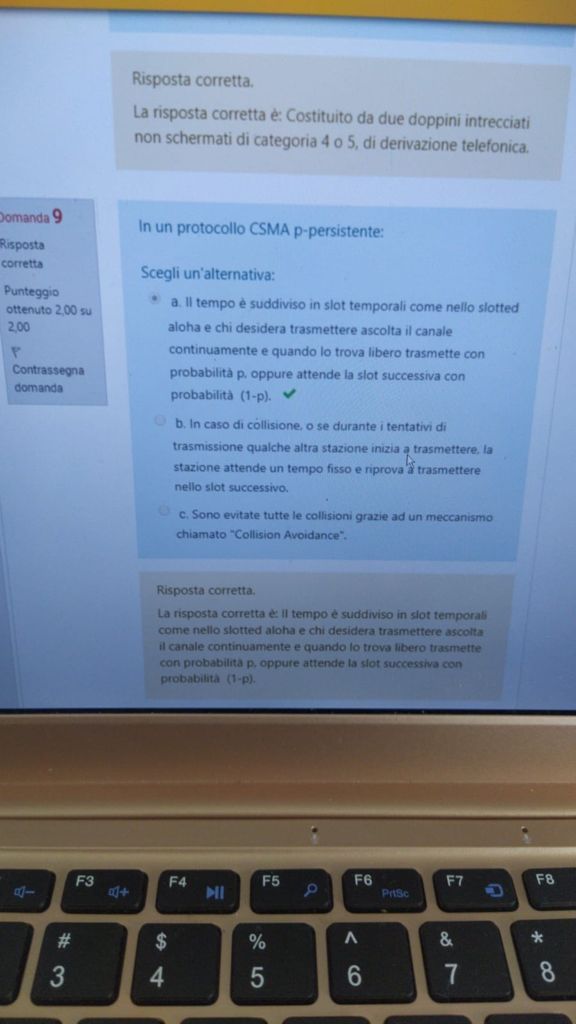 Risposta corretta.
La risposta corretta è: Costituito da due doppini intrecciati
non schermati di categoria 4 o 5, di derivazione telefonica.
Domanda 9
Risposta
corretta
Punteggio
ottenuto 2,00 su
2,00
Contrassegna
domanda
In un protocollo CSMA p-persistente:
Scegli un'alternativa:
a. Il tempo è suddiviso in slot temporali come nello slotted
aloha e chi desidera trasmettere ascolta il canale
continuamente e quando lo trova libero trasmette con
probabilità p, oppure attende la slot successiva con
probabilità (1-p).
b. In caso di collisione, o se durante i tentativi di
trasmissione qualche altra stazione inizia a trasmettere, la
stazione attende un tempo fisso e riprova a trasmettere
nello slot successivo.
c. Sono evitate tutte le collisioni grazie ad un meccanismo
chiamato "Collision Avoidance".
Risposta corretta.
La risposta corretta è: Il tempo è suddiviso in slot temporali
come nello slotted aloha e chi desidera trasmettere ascolta
il canale continuamente e quando lo trova libero trasmette
con probabilità p, oppure attende la slot successiva con
probabilità (1-p).
F3 F4 F5 F6 PrtSc F7 F8
# $ % ^ & *
3 4 5 6 7 8